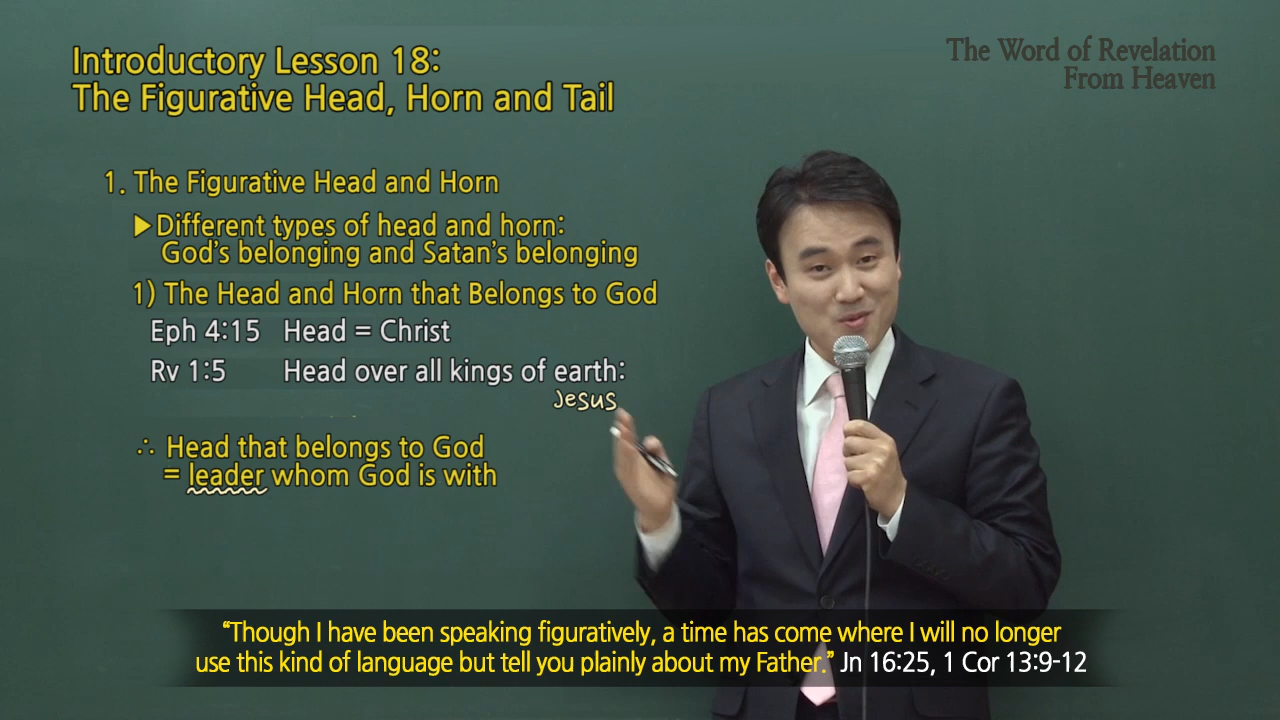 Introductory Lesson 18:
The Figurative Head, Horn and Tail
The Word of Revelation
From Heaven
1. The Figurative Head and Horn
▶Different types of head and horn:
God's belonging and Satan's belonging
1) The Head and Horn that Belongs to God
Eph 4:15 Head = Christ
Rv 1:5 Head over all kings of earth:
Jesus
∴ Head that belongs to God
= leader whom God is with
“Though I have been speaking figuratively, a time has come where I will no longer
use this kind of language but tell you plainly about my Father.” Jn 16:25, 1 Cor 13:9-12